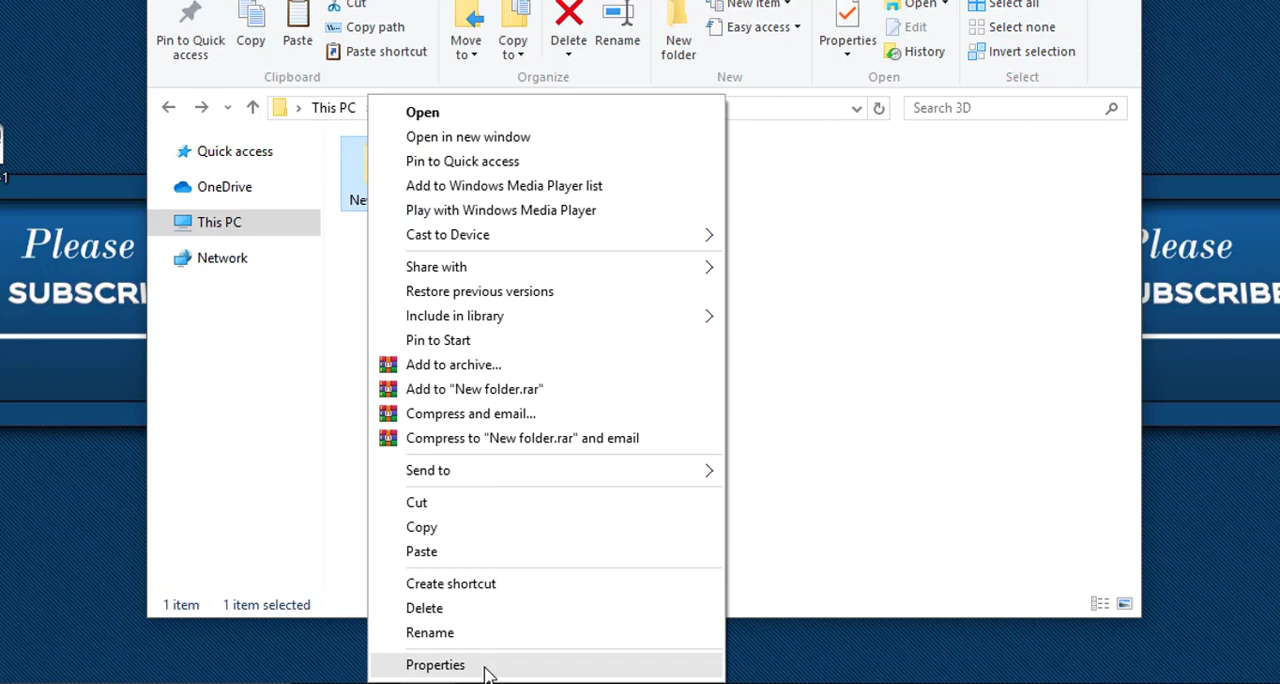 Cut
New item
Open
Select all
Copy path
Easy access
Edit
Select none
Pin to Quick
access
Copy
Paste
Paste shortcut
Move
to
Copy
to
Delete
Rename
New
folder
Properties
History
Invert selection
Clipboard
Organize
New
Open
Select
This PC
Search 3D
Quick access
OneDrive
This PC
Network
Ne
1 item
1 item selected
Open
Open in new window
Pin to Quick access
Add to Windows Media Player list
Play with Windows Media Player
Cast to Device
Share with
Restore previous versions
Include in library
Pin to Start
Add to archive...
Add to "New folder.rar"
Compress and email...
Compress to "New folder.rar" and email
Send to
Cut
Copy
Paste
Create shortcut
Delete
Rename
Properties
-1
Please
SUBSCRI
Please
UBSCRIBE